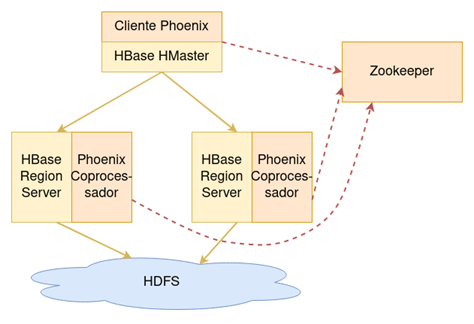 Cliente Phoenix
HBase HMaster
Zookeeper
HBase
Region
Server
Phoenix
Coproces-
sador
HBase
Region
Server
Phoenix
Coproces-
sador
HDFS